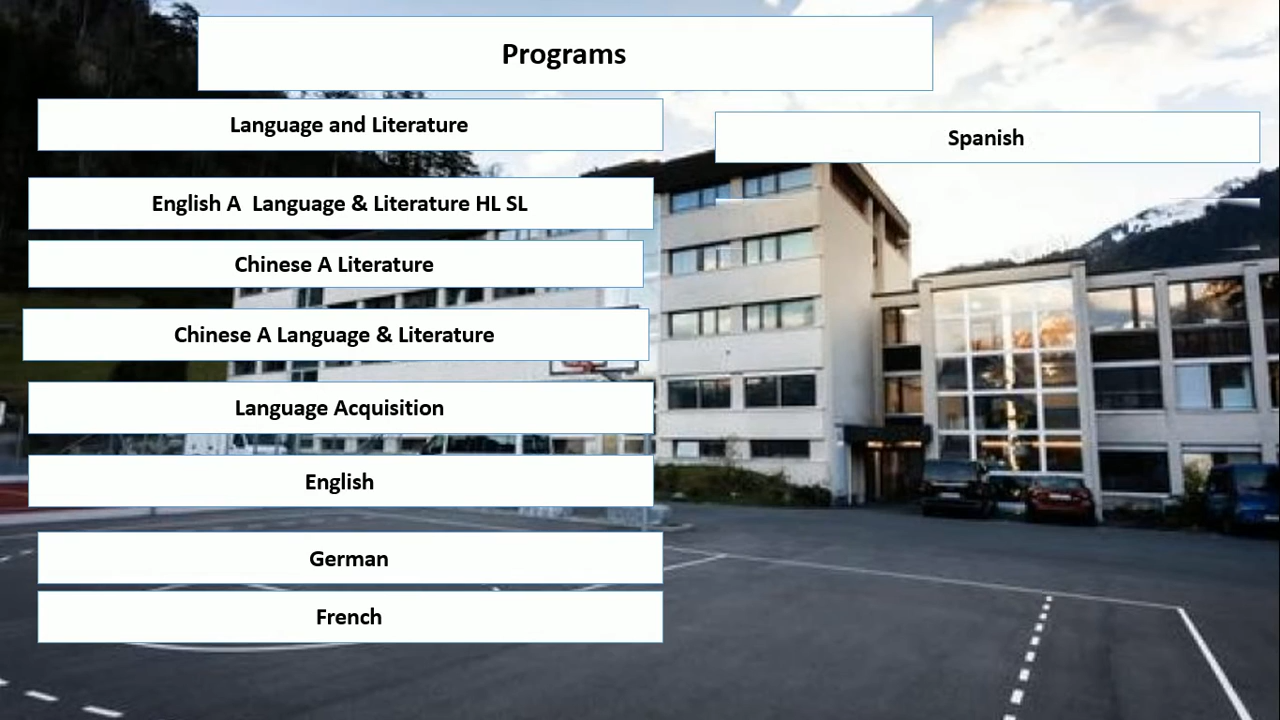 Programs
Language and Literature
English A  Language & Literature HL SL
Chinese A Literature
Chinese A Language & Literature
Language Acquisition
English
German
French
Spanish